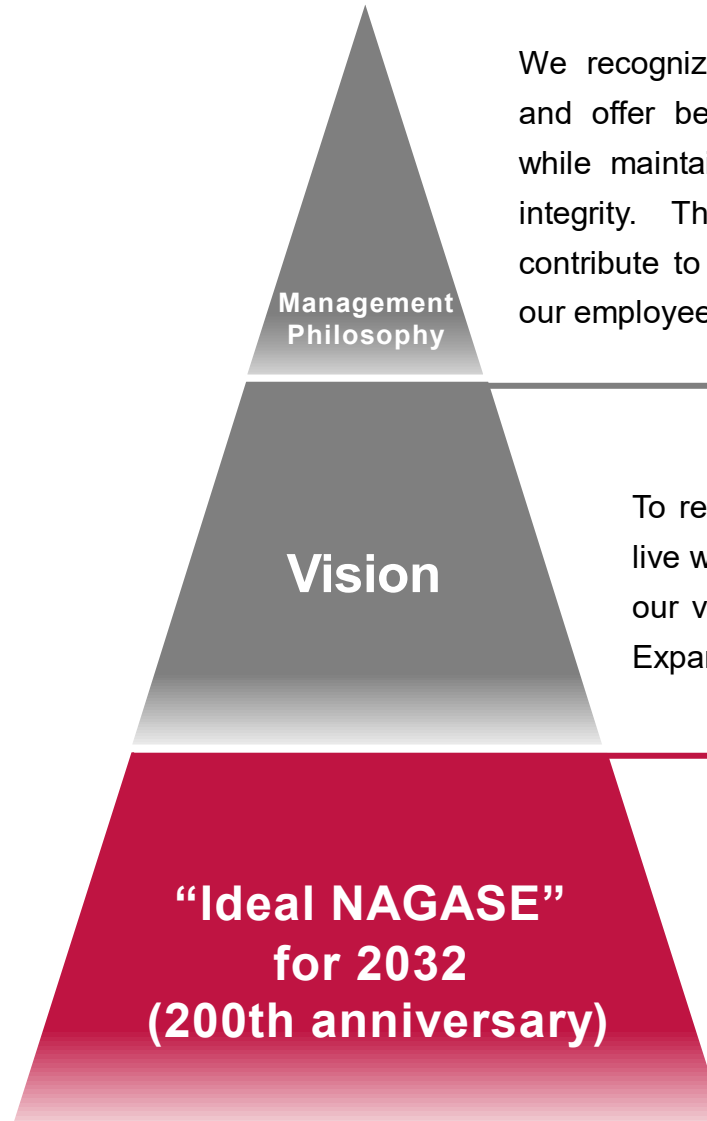 We recogniz
and offer be
while maintai
integrity. Th
contribute to
our employee
Management
Philosophy
To re
live w
our v
Expar
Vision
“Ideal NAGASE”
for 2032
(200th anniversary)